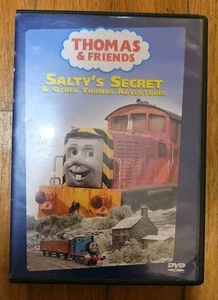 THOMAS
& FRIENDS
SALTY'S SECRET
& OTHER THOMAS ADVENTURES
DVD